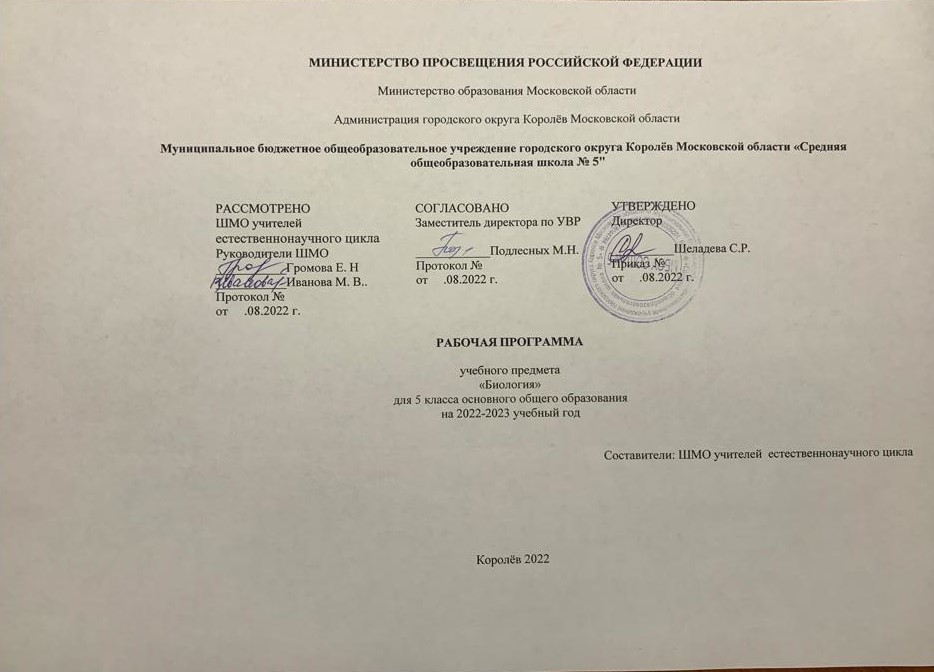 МИНИСТЕРСТВО ПРОСВЕЩЕНИЯ РОССИЙСКОЙ ФЕДЕРАЦИИ
Министерство образования Московской области
Администрация городского округа Королёв Московской области
Муниципальное бюджетное общеобразовательное учреждение городского округа Королёв Московской области «Средняя
общеобразовательная школа № 5"
РАССМОТРЕНО
ШМО учителей
естественнонаучного цикла
Руководители ШМО
Громова Е. Н
Иванова М. В..
Протокол №
от .08.2022 г.
СОГЛАСОВАНО
Заместитель директора по УВР
Подлесных М.Н.
Протокол №
от .08.2022 г.
УТВЕРЖДЕНО
Директор
Шеладева С.Р.
Приказ №
от .08.2022 г.
РАБОЧАЯ ПРОГРАММА
учебного предмета
«Биология»
для 5 класса основного общего образования
на 2022-2023 учебный год
Составители: ШМО учителей естественнонаучного цикла
Королёв 2022